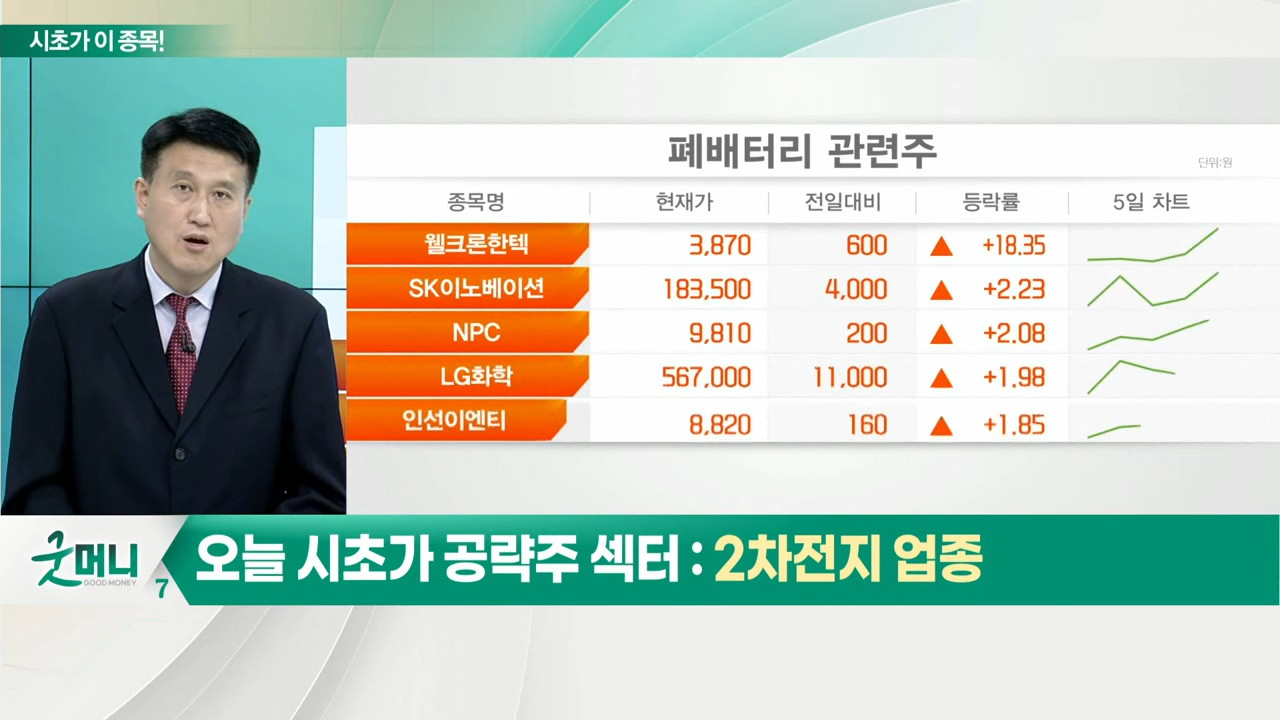 시초가 이 종목!
폐배터리 관련주
단위:원
종목명 현재가 전일대비 등락률 5일 차트
웰크론한텍 3,870 600 ▲ +18.35
SK이노베이션 183,500 4,000 ▲ +2.23
NPC 9,810 200 ▲ +2.08
LG화학 567,000 11,000 ▲ +1.98
인선이엔티 8,820 160 ▲ +1.85
굿머니
GOOD MONEY
7
오늘 시초가 공략주 섹터 : 2차전지 업종